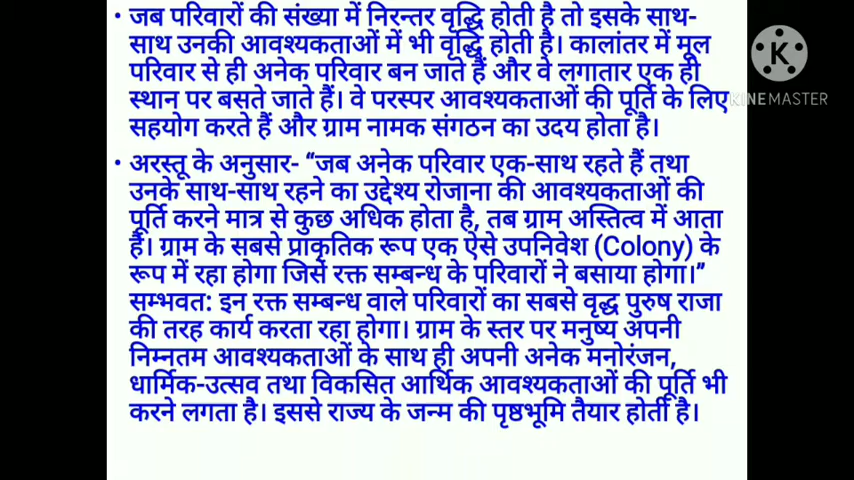 • जब परिवारों की संख्या में निरन्तर वृद्धि होती है तो इसके साथ-
साथ उनकी आवश्यकताओं में भी वृद्धि होती है। कालांतर में मूल
परिवार से ही अनेक परिवार बन जाते हैं और वे लगातार एक ही
स्थान पर बसते जाते हैं। वे परस्पर आवश्यकताओं की पूर्ति के लिए
सहयोग करते हैं और ग्राम नामक संगठन का उदय होता है।
• अरस्तू के अनुसार- “जब अनेक परिवार एक-साथ रहते हैं तथा
उनके साथ-साथ रहने का उद्देश्य रोजाना की आवश्यकताओं की
पूर्ति करने मात्र से कुछ अधिक होता है, तब ग्राम अस्तित्व में आता
है। ग्राम के सबसे प्राकृतिक रूप एक ऐसे उपनिवेश (Colony) के
रूप में रहा होगा जिसे रक्त सम्बन्ध के परिवारों ने बसाया होगा।”
सम्भवत: इन रक्त सम्बन्ध वाले परिवारों का सबसे वृद्ध पुरुष राजा
की तरह कार्य करता रहा होगा। ग्राम के स्तर पर मनुष्य अपनी
निम्नतम आवश्यकताओं के साथ ही अपनी अनेक मनोरंजन,
धार्मिक-उत्सव तथा विकसित आर्थिक आवश्यकताओं की पूर्ति भी
करने लगता है। इससे राज्य के जन्म की पृष्ठभूमि तैयार होती है।
K
KINEMASTER